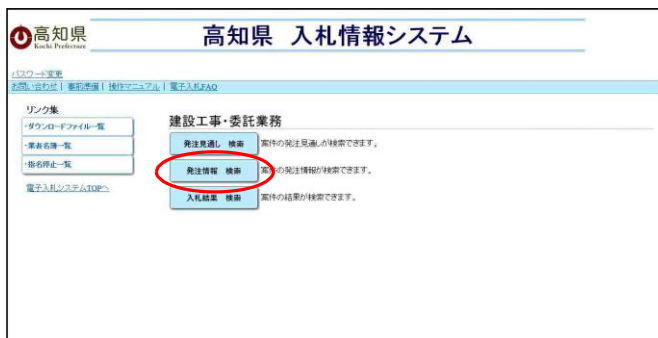 高知県
Kochi Prefecture
高知県 入札情報システム
パスワード変更
お問い合わせ | 事前準備 | 操作マニュアル | 電子入札FAQ
リンク集
・ダウンロードファイル一覧
・業者名簿一覧
・指名停止一覧
電子入札システムTOPへ
建設工事・委託業務
発注見通し 検索 案件の発注見通しが検索できます。
発注情報 検索 案件の発注情報が検索できます。
入札結果 検索 案件の結果が検索できます。